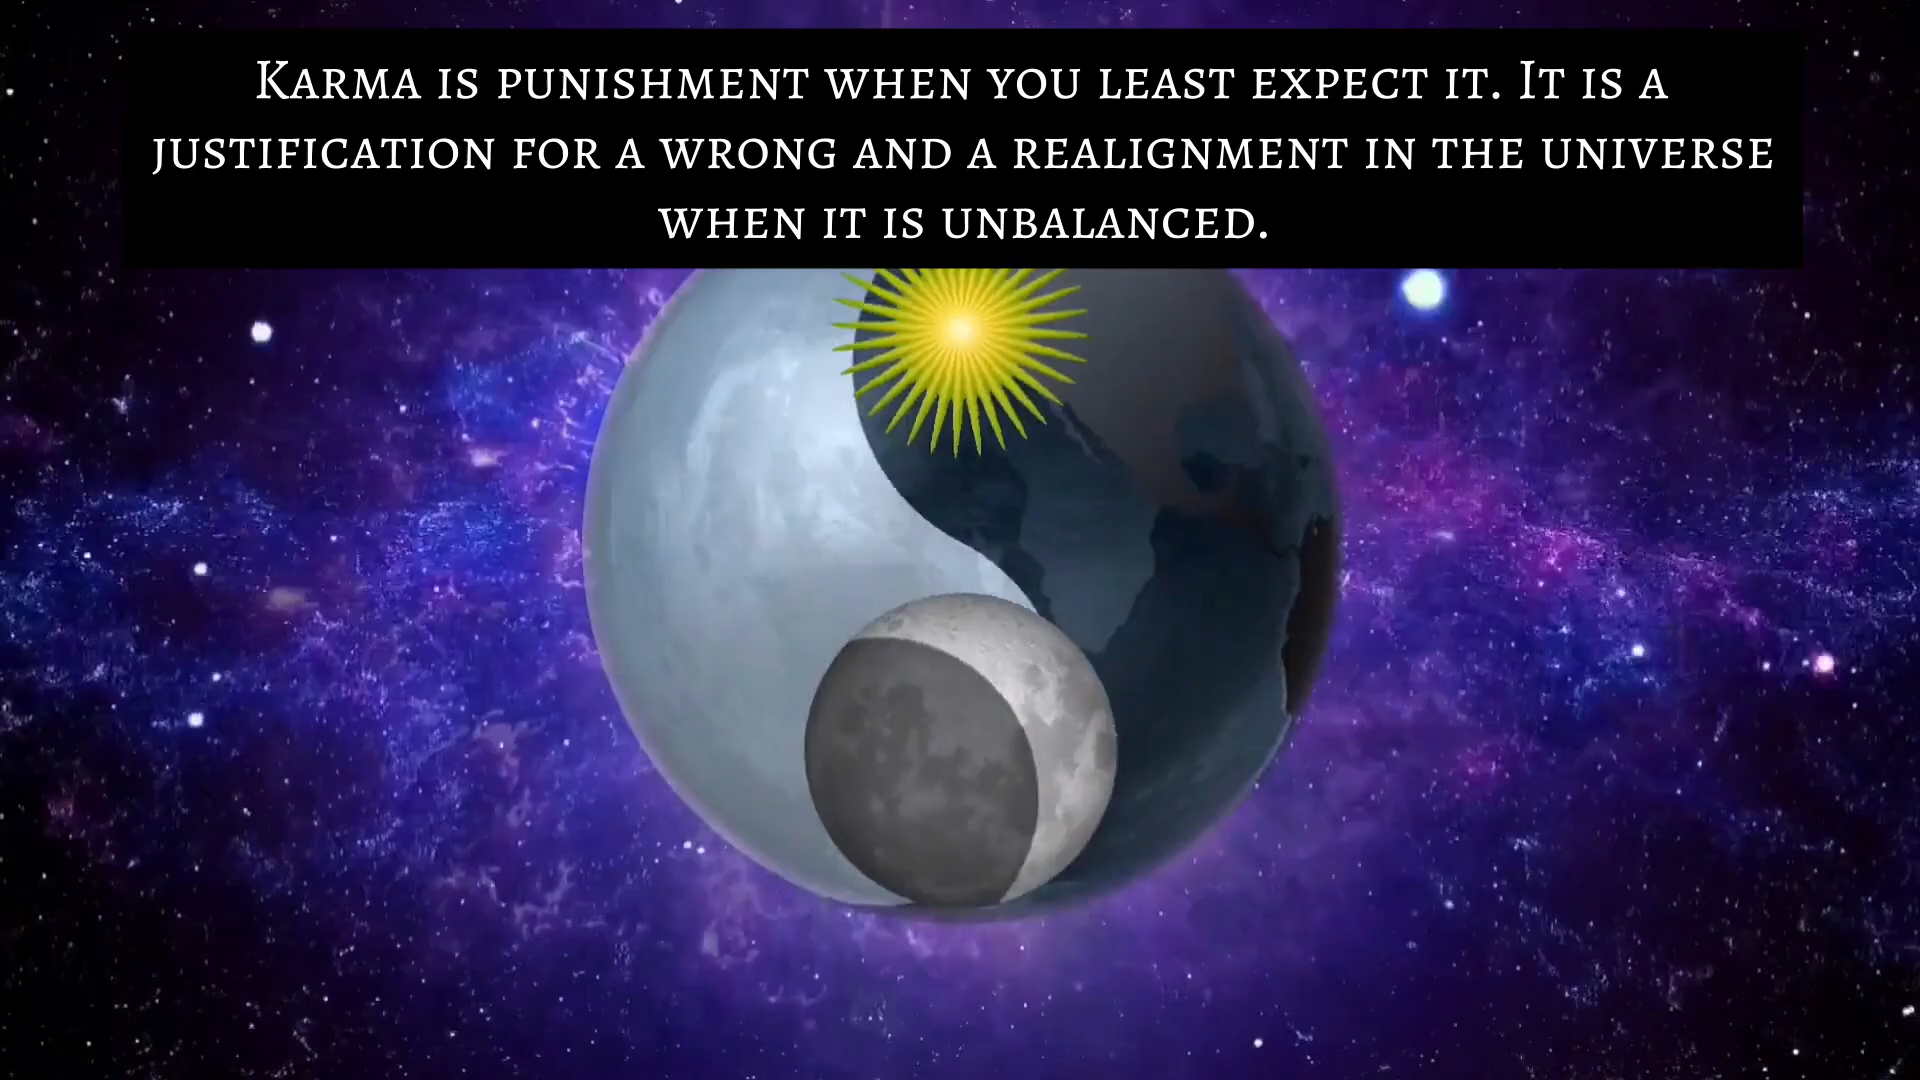 Karma is punishment when you least expect it. It is a
justification for a wrong and a realignment in the universe
when it is unbalanced.